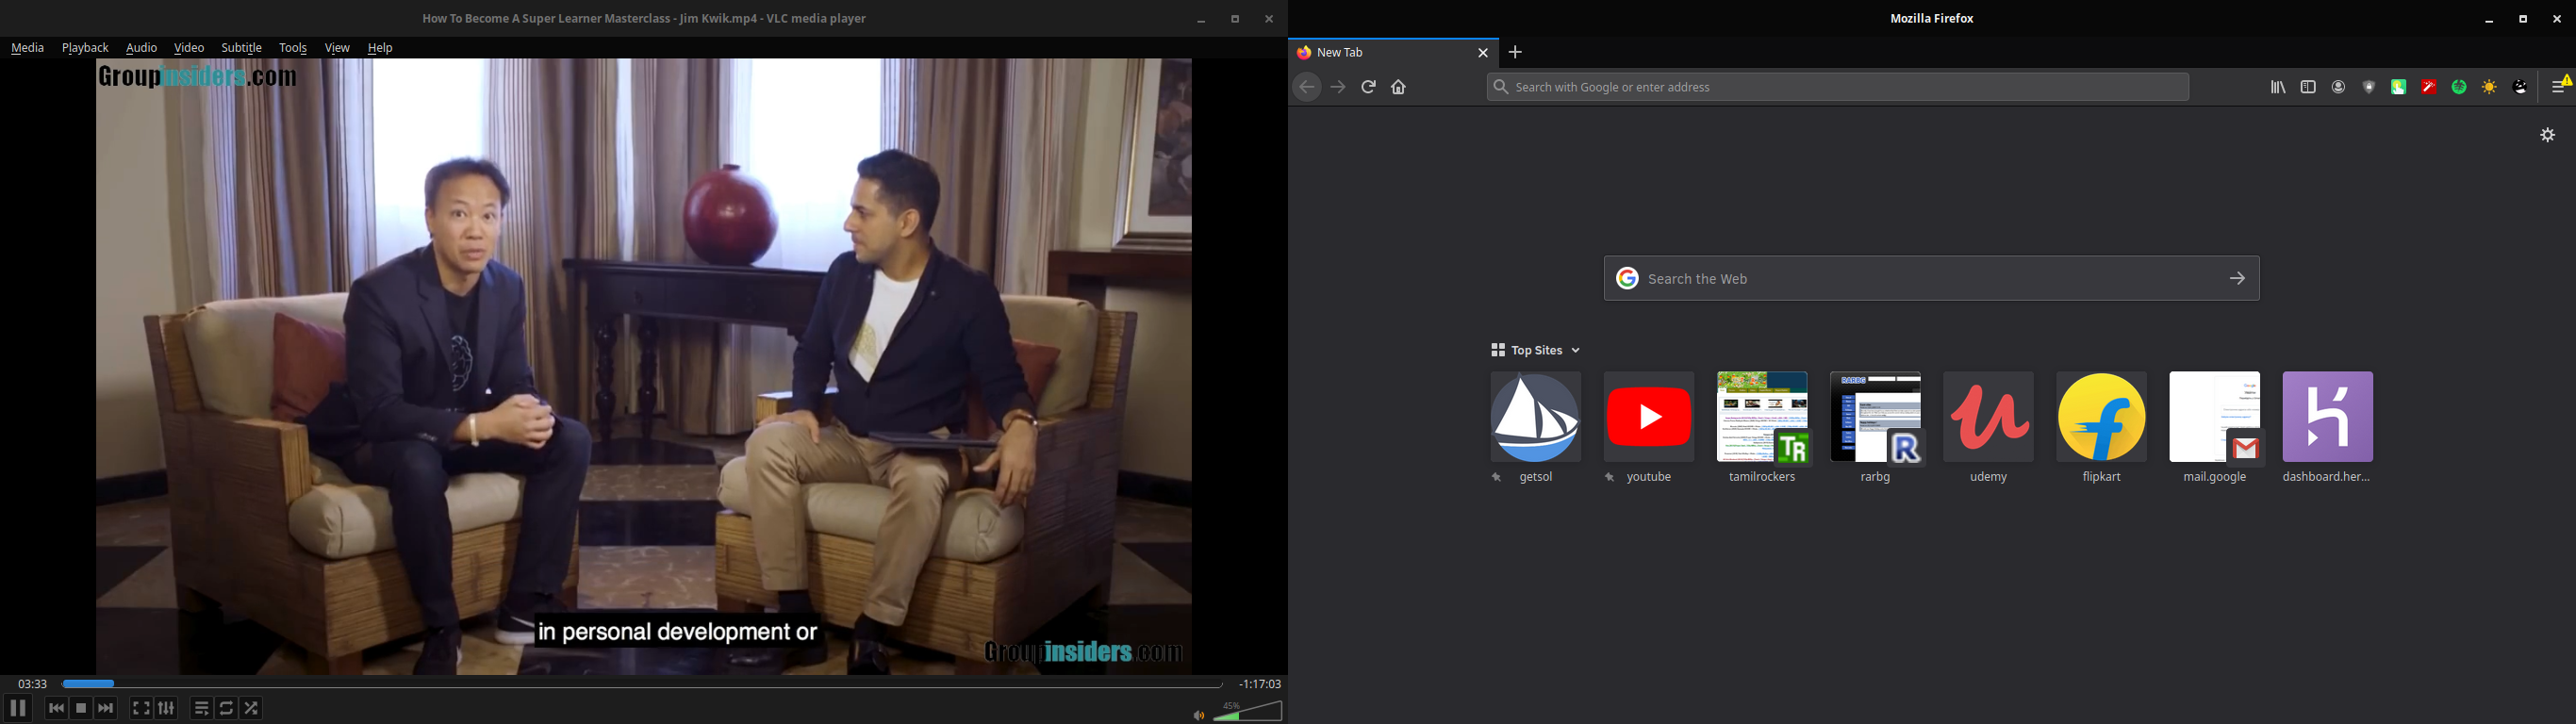 How To Become A Super Learner Masterclass - Jim Kwik.mp4 - VLC media player
Media Playback Audio Video Subtitle Tools View Help
Groupinsiders.com
in personal development or
Groupinsiders.com
03:33
-1:17:03
45%
Mozilla Firefox
New Tab
Search with Google or enter address
Search the Web
Top Sites
TR
RARBG
R
getsol
youtube
tamilrockers
rarbg
udemy
flipkart
mail.google
dashboard.her...